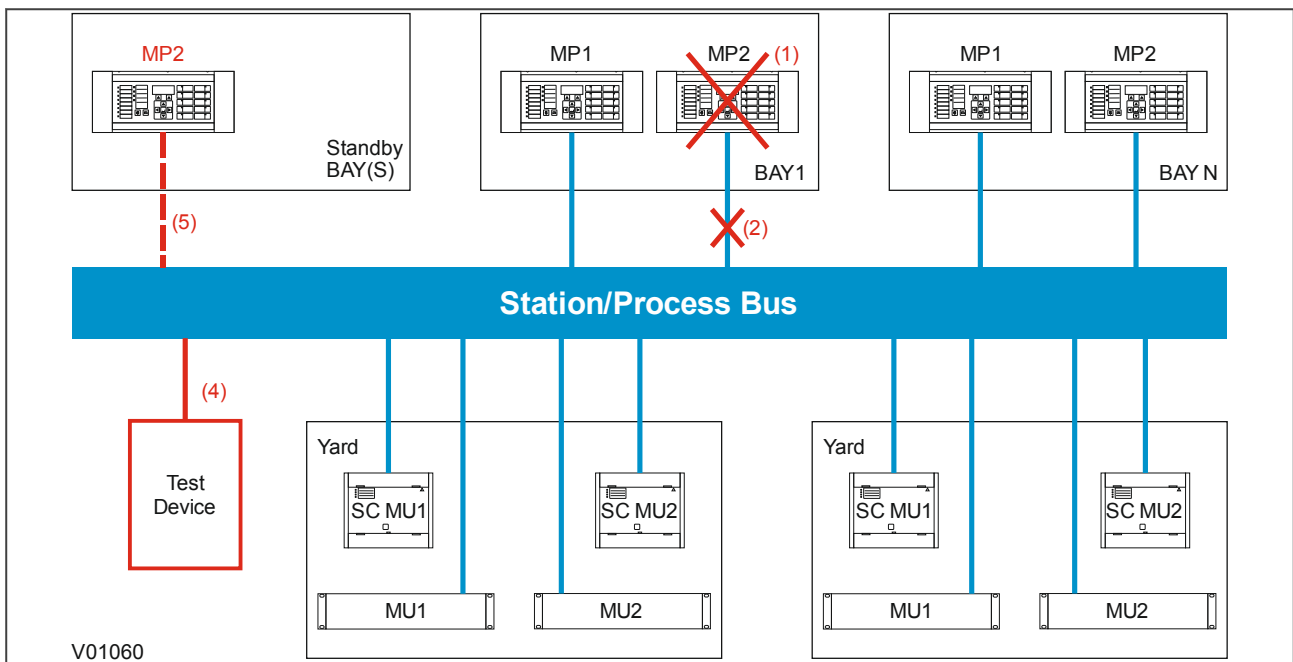 MP2
Standby
BAY(S)
MP1
MP2
(1)
BAY1
MP1
MP2
BAY N
(5)
(2)
Station/Process Bus
(4)
Test
Device
Yard
SC MU1
SC MU2
MU1
MU2
Yard
SC MU1
SC MU2
MU1
MU2
V01060